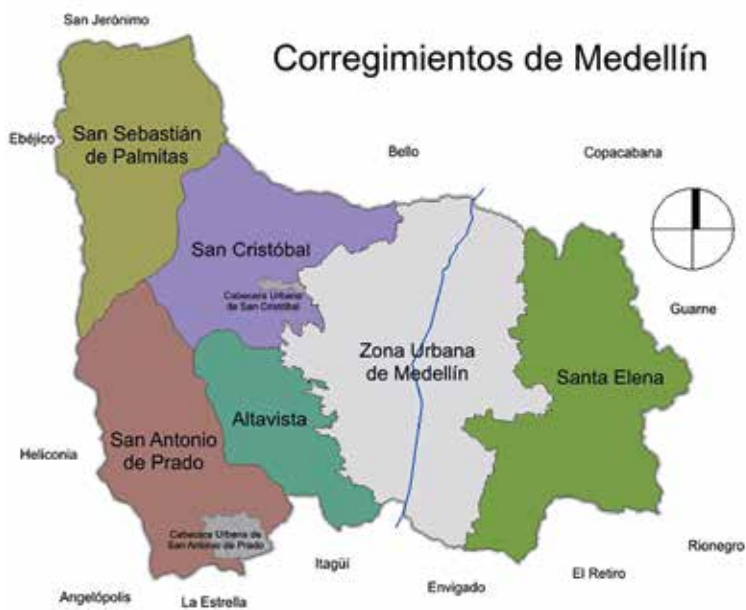 San Jerónimo
Corregimientos de Medellín
Ebéjico
San Sebastián
de Palmitas
Bello
Copacabana
San Cristóbal
Cabecera Urbana
de San Cristóbal
Guarne
Zona Urbana
de Medellín
Santa Elena
Altavista
San Antonio
de Prado
Heliconia
Cabecera Urbana de
San Antonio de Prado
Itagüí
Rionegro
Angelópolis
La Estrella
Envigado
El Retiro